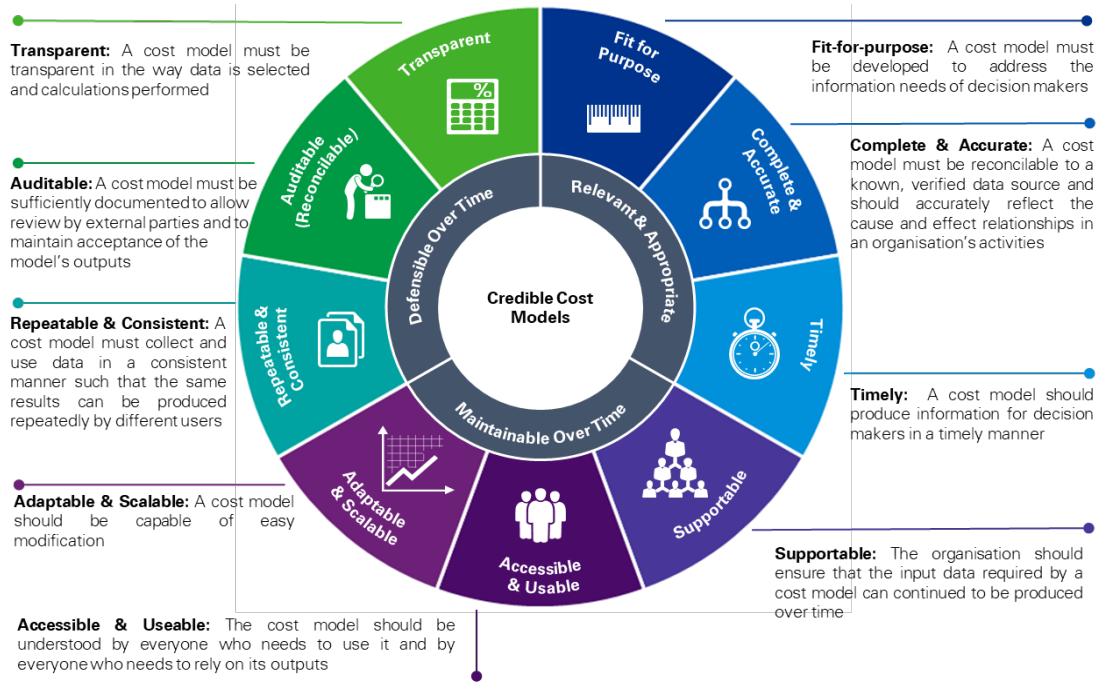 Transparent: A cost model must be
transparent in the way data is selected
and calculations performed
Auditable: A cost model must be
sufficiently documented to allow
review by external parties and to
maintain acceptance of the
model's outputs
Repeatable & Consistent: A
cost model must collect and
use data in a consistent
manner such that the same
results can be produced
repeatedly by different users
Adaptable & Scalable: A cost model
should be capable of easy
modification
Accessible & Useable: The cost model should be
understood by everyone who needs to use it and by
everyone who needs to rely on its outputs
Transparent
%
Fit for
Purpose
Auditable
(Reconcilable)
Complete &
Accurate
Repeatable &
Consistent
Timely
Adaptable
& Scalable
Accessible
& Usable
Supportable
Defensible Over Time
Relevant & Appropriate
Maintainable Over Time
Credible Cost
Models
Fit-for-purpose: A cost model must
be developed to address the
information needs of decision makers
Complete & Accurate: A cost
model must be reconcilable to a
known, verified data source and
should accurately reflect the
cause and effect relationships in
an organisation's activities
Timely: A cost model should
produce information for decision
makers in a timely manner
Supportable: The organisation should
ensure that the input data required by a
cost model can continued to be produced
over time